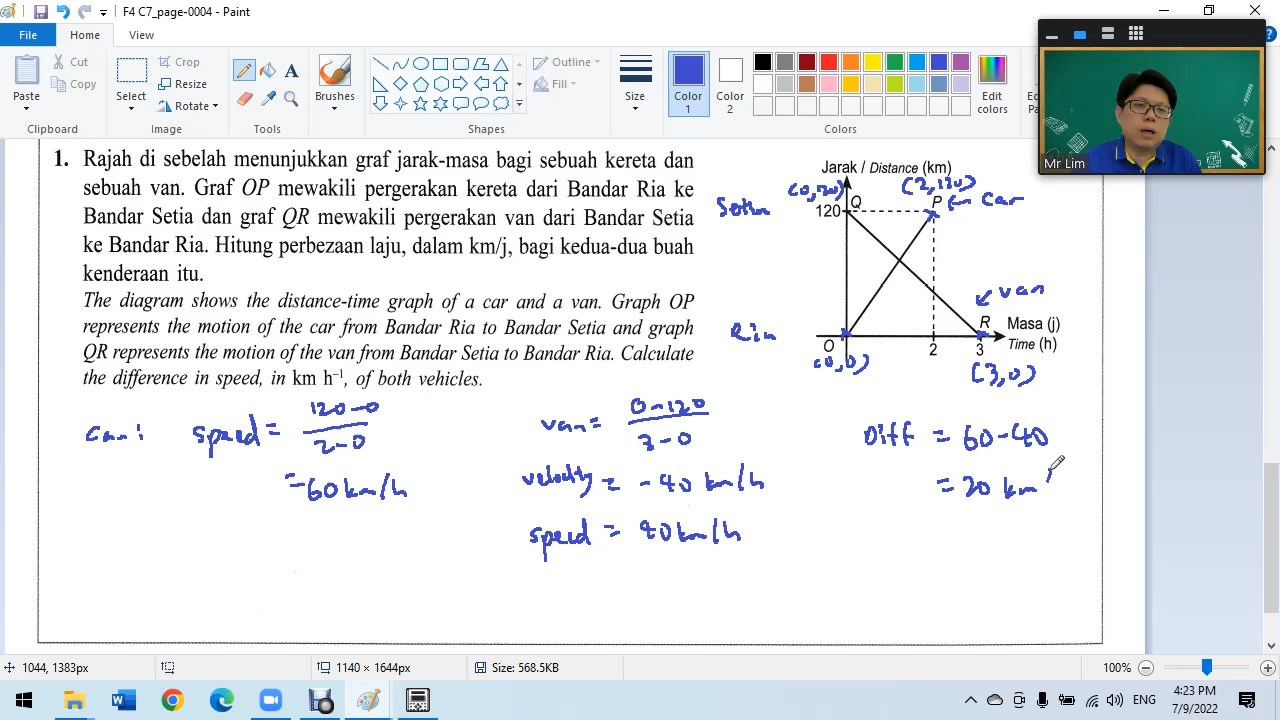 F4 C7_page-0004 - Paint
File
Home
View
Paste
Cut
Copy
Clipboard
Select
Crop
Resize
Rotate
Image
A
Tools
Brushes
Outline
Fill
Shapes
Size
Color
1
Color
2
Colors
Edit
colors
Mr Lim
1. Rajah di sebelah menunjukkan graf jarak-masa bagi sebuah kereta dan
sebuah van. Graf OP mewakili pergerakan kereta dari Bandar Ria ke
Bandar Setia dan graf QR mewakili pergerakan van dari Bandar Setia
ke Bandar Ria. Hitung perbezaan laju, dalam km/j, bagi kedua-dua buah
kenderaan itu.
The diagram shows the distance-time graph of a car and a van. Graph OP
represents the motion of the car from Bandar Ria to Bandar Setia and graph
QR represents the motion of the van from Bandar Setia to Bandar Ria. Calculate
the difference in speed, in km h⁻¹, of both vehicles.
Jarak / Distance (km)
(0,120)
(2,120)
Setia
120
Q
P
← car
van
Ria
O
R
Masa (j)
Time (h)
2
3
(0,0)
(3,0)
car: speed = 120-0
2-0
= 60 km/h
van = 0-120
3-0
velocity = -40 km/h
speed = 40 km/h
Diff = 60-40
= 20 km/
1044, 1383px
1140 × 1644px
Size: 568.5KB
100%
ENG
4:23 PM
7/9/2022